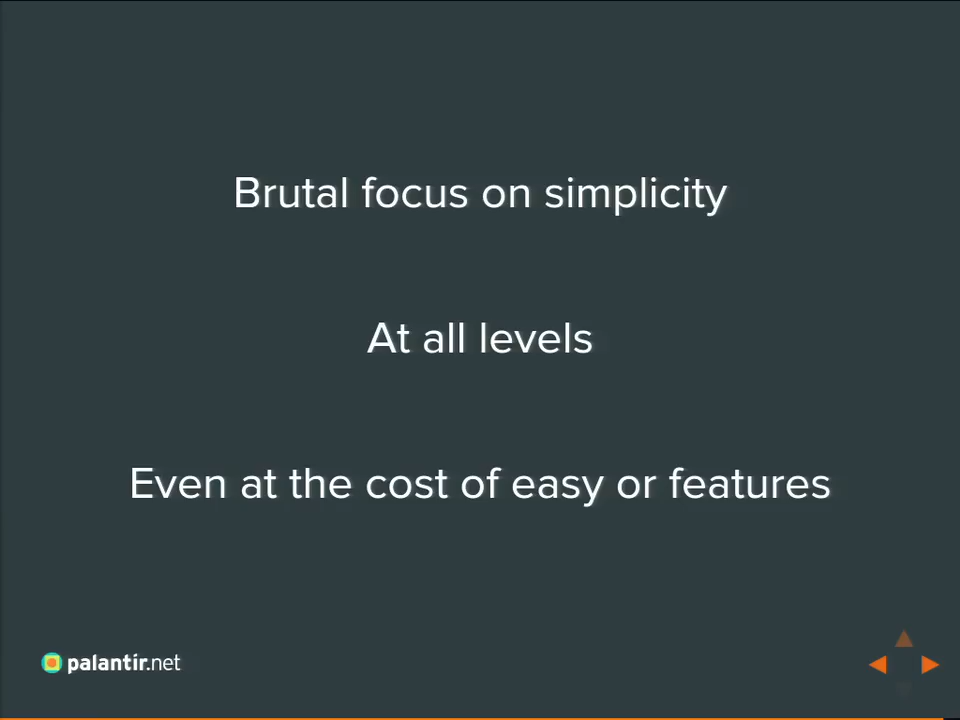 Brutal focus on simplicity
At all levels
Even at the cost of easy or features
palantir.net